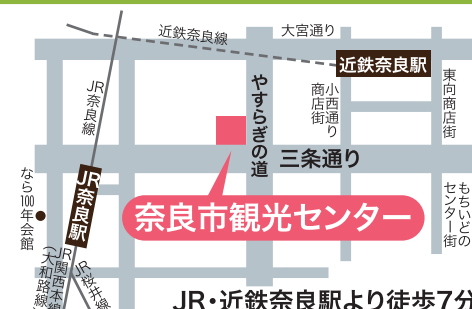 近鉄奈良線
大宮通り
近鉄奈良駅
JR奈良線
やすらぎの道
小西通り
商店街
東向商店街
三条通り
JR奈良駅
なら100年会館
奈良市観光センター
もちいどの
センター街
JR関西本線
(大和路線
JR桜井線
JR・近鉄奈良駅より徒歩7分